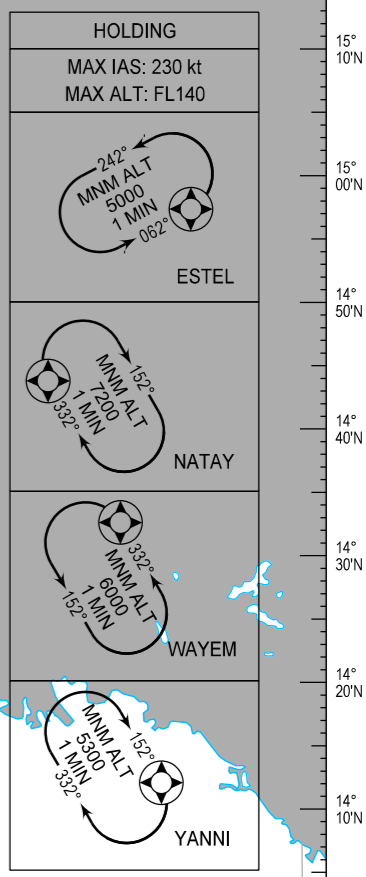 HOLDING
MAX IAS: 230 kt
MAX ALT: FL140
242°
MNM ALT
5000
1 MIN
062°
ESTEL
152°
MNM ALT
7200
1 MIN
332°
NATAY
332°
MNM ALT
6000
1 MIN
152°
WAYEM
152°
MNM ALT
5300
1 MIN
332°
YANNI
15°
10'N
15°
00'N
14°
50'N
14°
40'N
14°
30'N
14°
20'N
14°
10'N